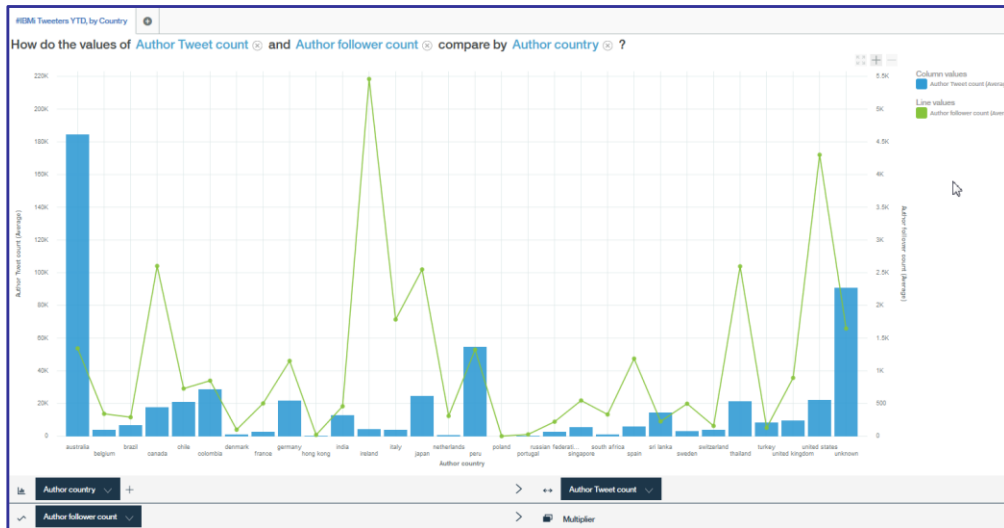 #IBMi Tweeters YTD, by Country
How do the values of Author Tweet count and Author follower count compare by Author country ?
Column values
Author Tweet count (Averag
Line values
Author follower count (Aver
220K
200K
180K
160K
140K
120K
100K
80K
60K
40K
20K
0
Author Tweet count (Average)
5.5K
5K
4.5K
4K
3.5K
3K
2.5K
2K
1.5K
1K
500
0
Author follower count (Average)
australia
belgium
brazil
canada
chile
colombia
denmark
france
germany
hong kong
india
ireland
italy
japan
netherlands
peru
poland
portugal
russian federati...
singapore
south africa
spain
sri lanka
sweden
switzerland
thailand
turkey
united kingdom
united states
unknown
Author country
Author country
Author Tweet count
Author follower count
Multiplier